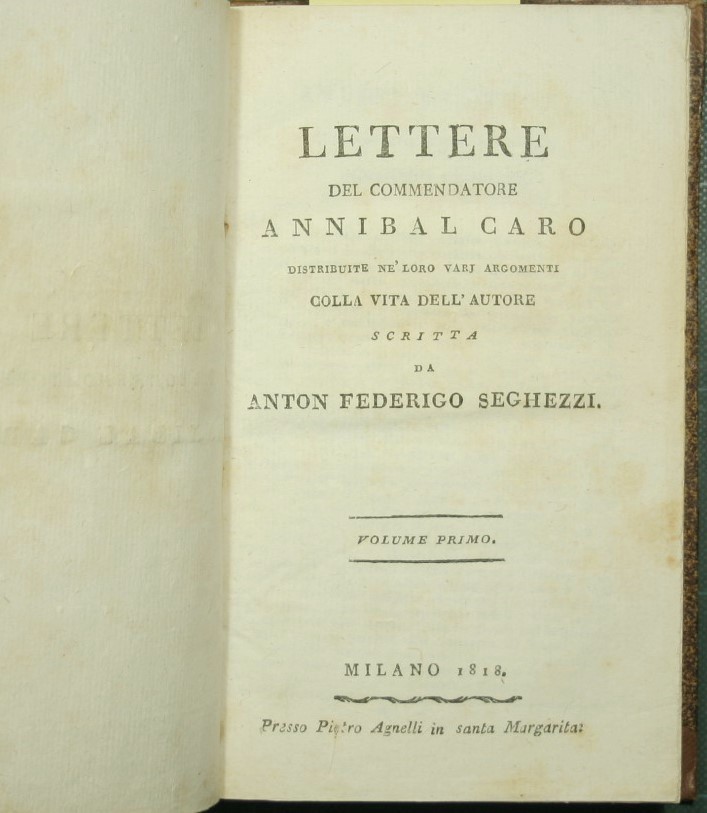 LETTERE
DEL COMMENDATORE
ANNIBAL CARO
DISTRIBUITE NE' LORO VARJ ARGOMENTI
COLLA VITA DELL' AUTORE
SCRITTA
DA
ANTON FEDERIGO SEGHEZZI.
VOLUME PRIMO.
MILANO 1818.
Presso Pietro Agnelli in santa Margarita: